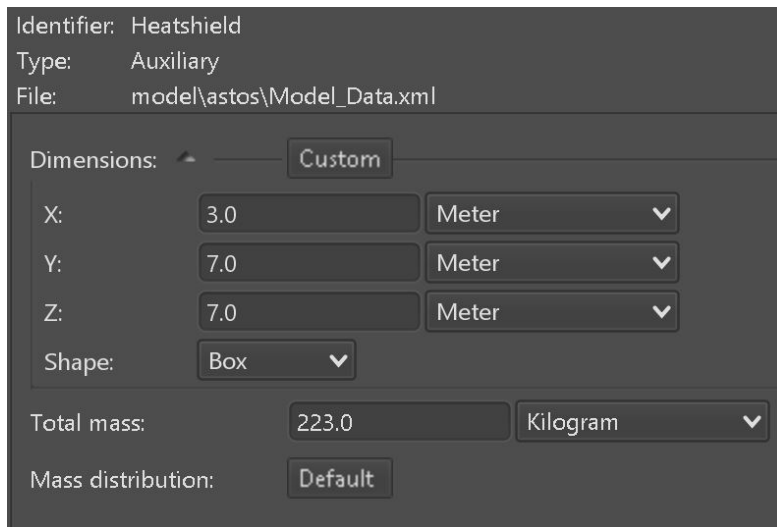 Identifier: Heatshield
Type: Auxiliary
File: model\astos\Model_Data.xml
Dimensions: Custom
X: 3.0 Meter
Y: 7.0 Meter
Z: 7.0 Meter
Shape: Box
Total mass: 223.0 Kilogram
Mass distribution: Default